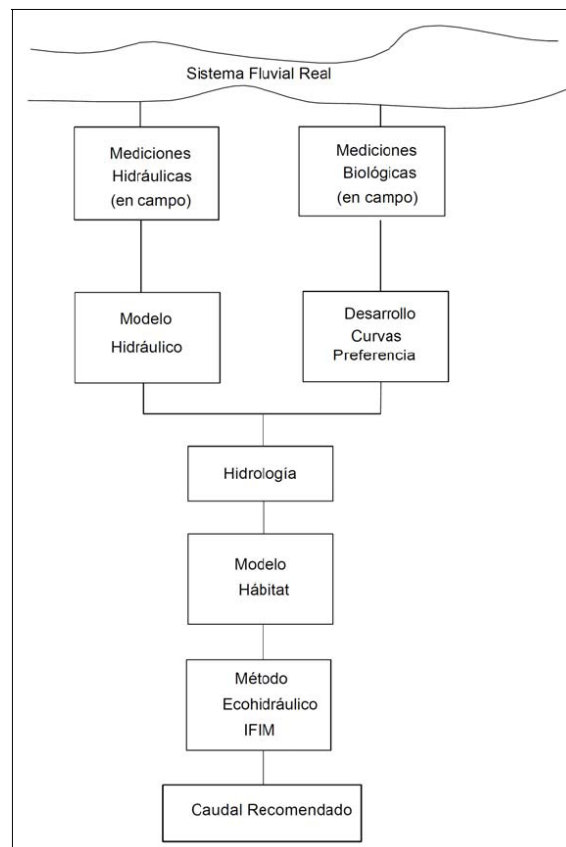 Sistema Fluvial Real
Mediciones
Hidráulicas
(en campo)
Mediciones
Biológicas
(en campo)
Modelo
Hidráulico
Desarrollo
Curvas
Preferencia
Hidrología
Modelo
Hábitat
Método
Ecohidráulico
IFIM
Caudal Recomendado